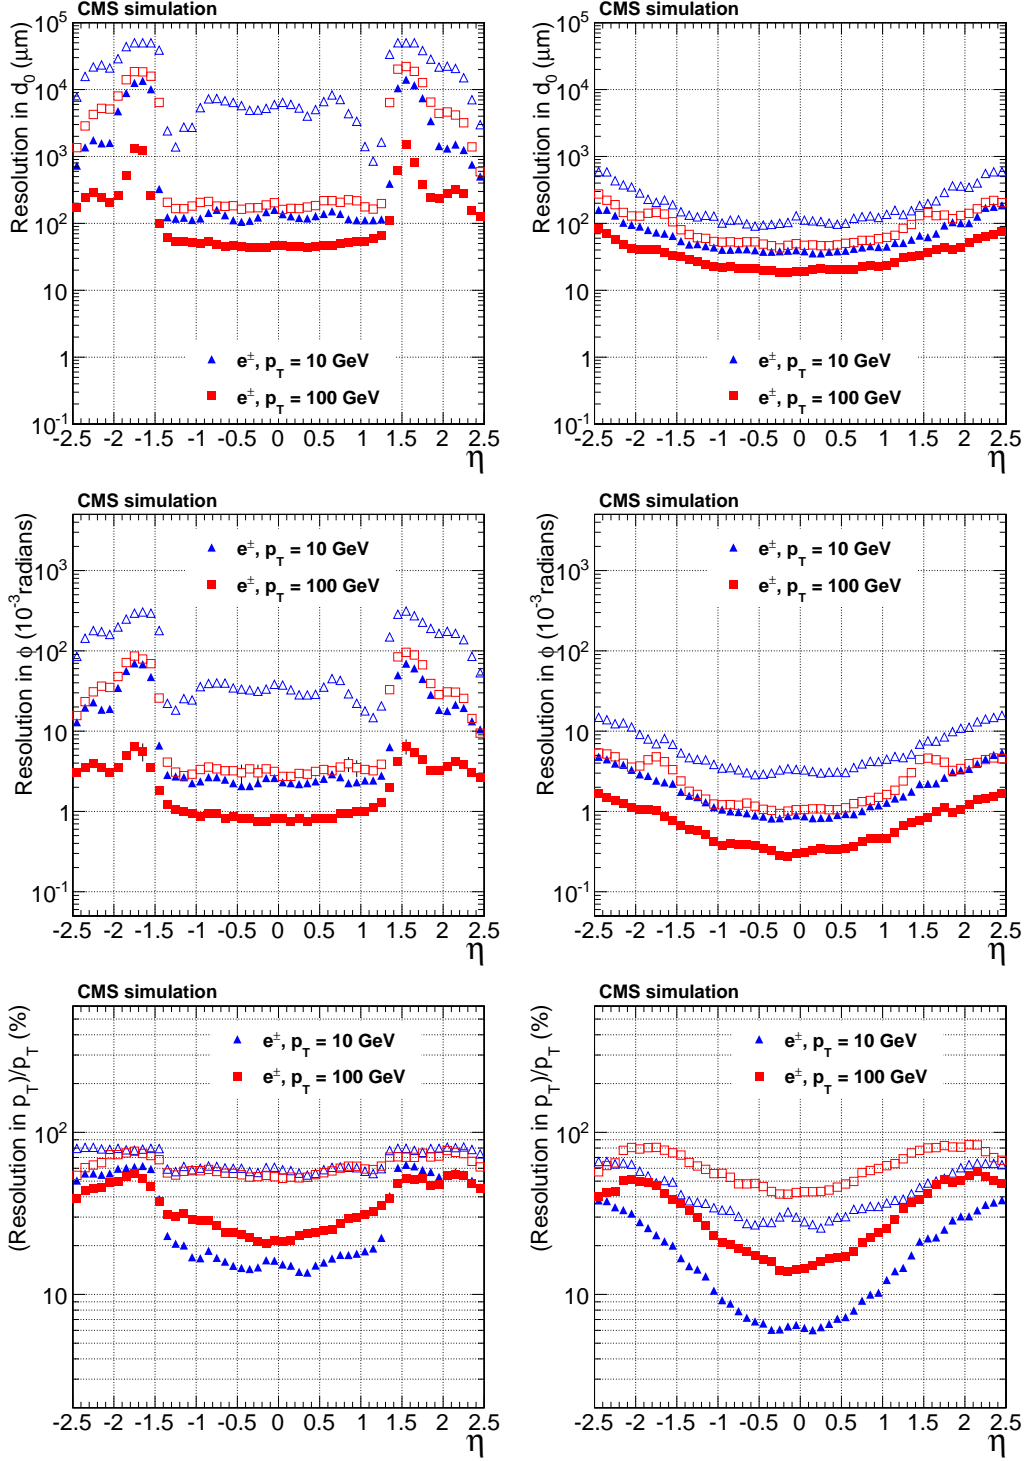 CMS simulation
Resolution in d0 (μm)
10^5
10^4
10^3
10^2
10
1
10^-1
e±, pT = 10 GeV
e±, pT = 100 GeV
-2.5 -2 -1.5 -1 -0.5 0 0.5 1 1.5 2 2.5
η
CMS simulation
Resolution in d0 (μm)
10^5
10^4
10^3
10^2
10
1
10^-1
e±, pT = 10 GeV
e±, pT = 100 GeV
-2.5 -2 -1.5 -1 -0.5 0 0.5 1 1.5 2 2.5
η
CMS simulation
Resolution in ϕ (10^-3 radians)
e±, pT = 10 GeV
e±, pT = 100 GeV
10^3
10^2
10
1
10^-1
-2.5 -2 -1.5 -1 -0.5 0 0.5 1 1.5 2 2.5
η
CMS simulation
Resolution in ϕ (10^-3 radians)
e±, pT = 10 GeV
e±, pT = 100 GeV
10^3
10^2
10
1
10^-1
-2.5 -2 -1.5 -1 -0.5 0 0.5 1 1.5 2 2.5
η
CMS simulation
(Resolution in pT)/pT (%)
e±, pT = 10 GeV
e±, pT = 100 GeV
10^2
10
-2.5 -2 -1.5 -1 -0.5 0 0.5 1 1.5 2 2.5
η
CMS simulation
(Resolution in pT)/pT (%)
e±, pT = 10 GeV
e±, pT = 100 GeV
10^2
10
-2.5 -2 -1.5 -1 -0.5 0 0.5 1 1.5 2 2.5
η